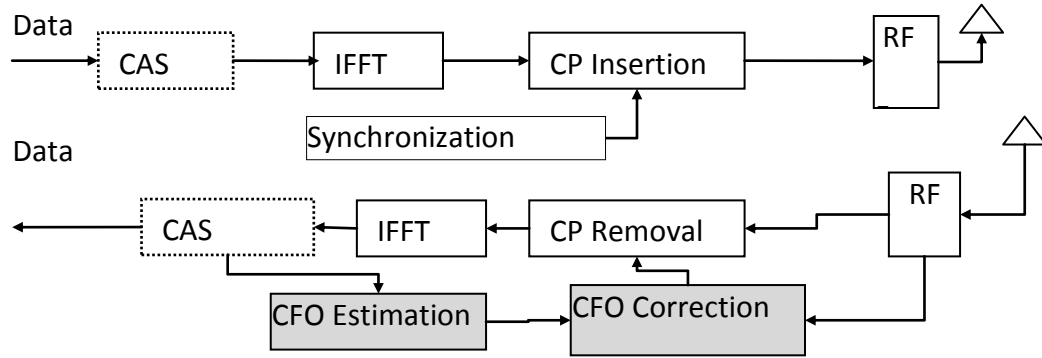 Data
CAS
IFFT
CP Insertion
RF
Synchronization
Data
CAS
IFFT
CP Removal
RF
CFO Estimation
CFO Correction